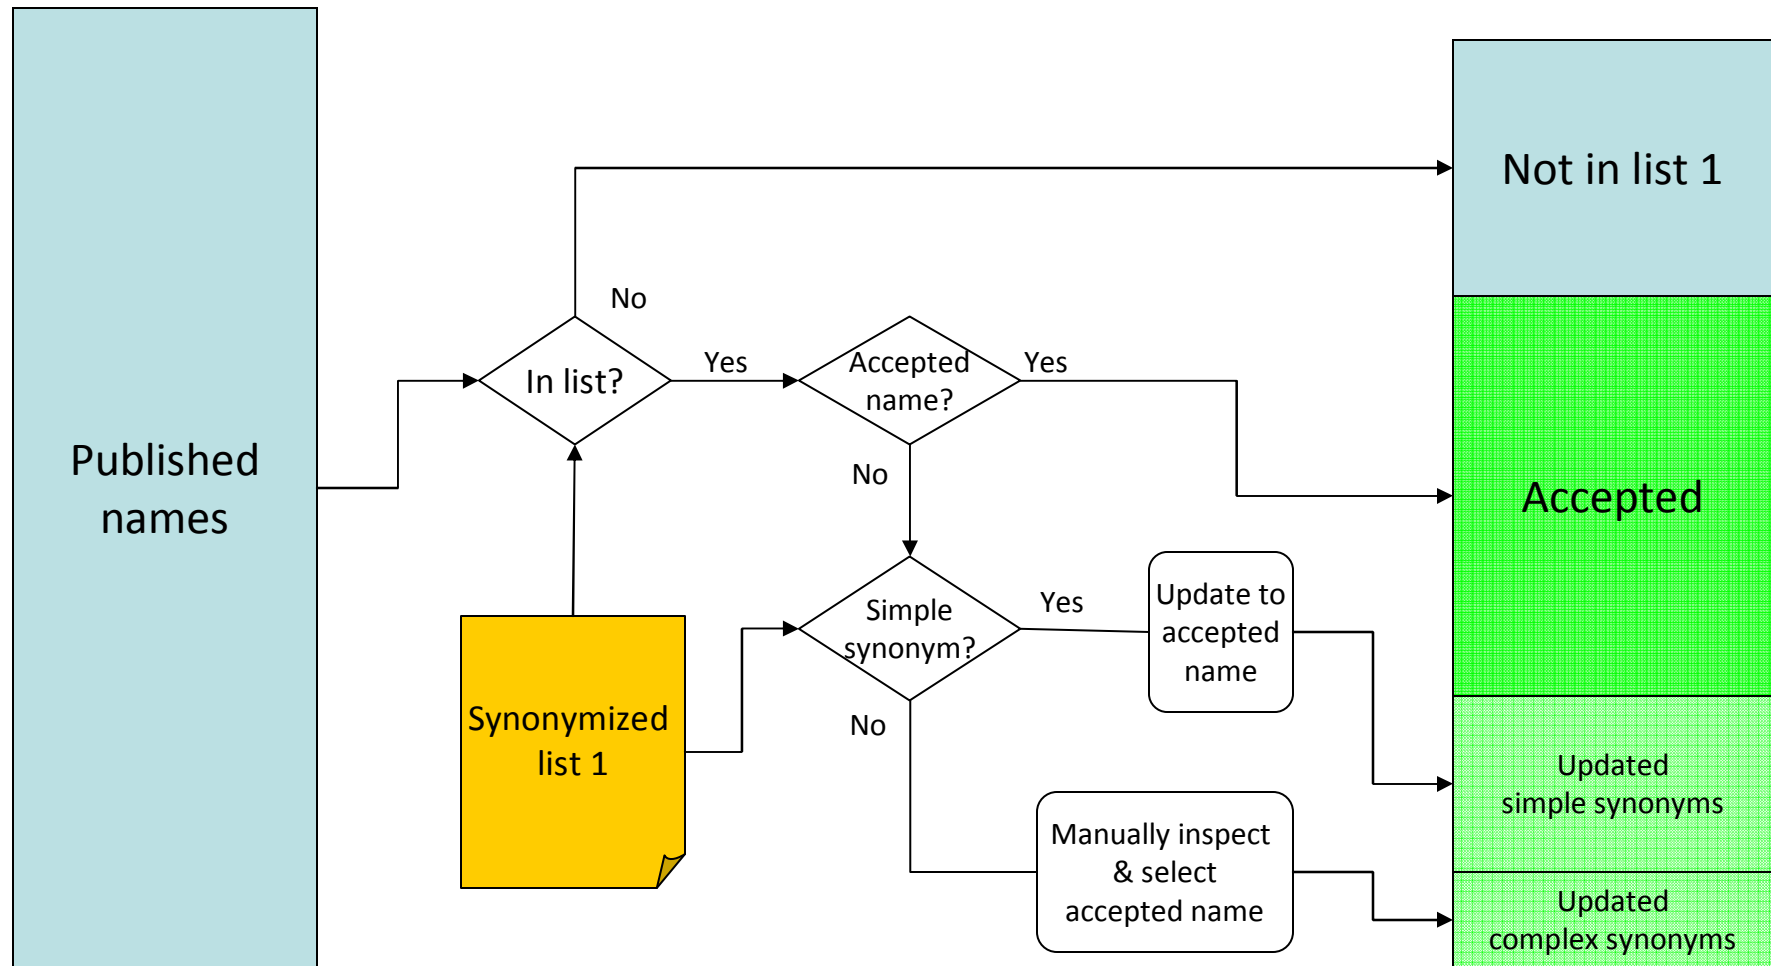 Published
names
In list?
No
Yes
Accepted
name?
Yes
No
Synonymized
list 1
Simple
synonym?
Yes
No
Update to
accepted
name
Manually inspect
& select
accepted name
Not in list 1
Accepted
Updated
simple synonyms
Updated
complex synonyms